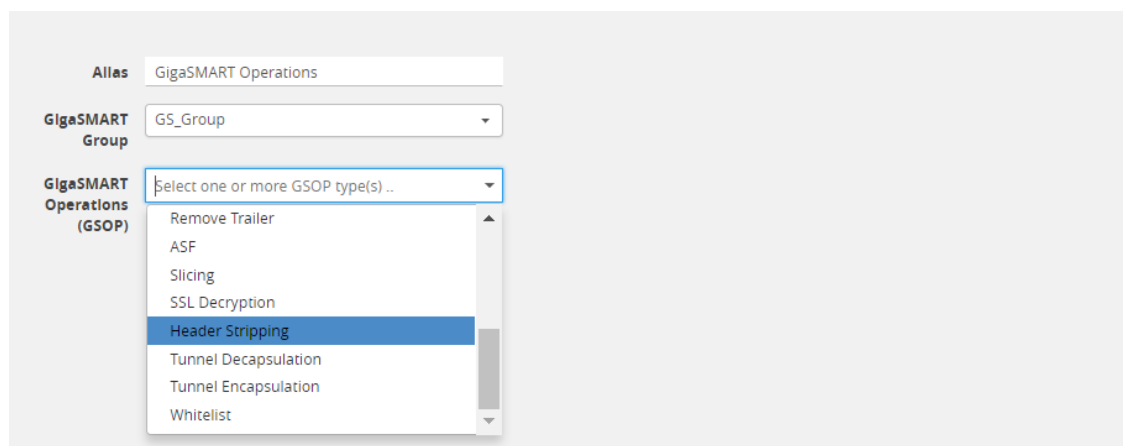 Alias GigaSMART Operations
GigaSMART
Group
GS_Group
GigaSMART
Operations
(GSOP)
Select one or more GSOP type(s) ..
Remove Trailer
ASF
Slicing
SSL Decryption
Header Stripping
Tunnel Decapsulation
Tunnel Encapsulation
Whitelist